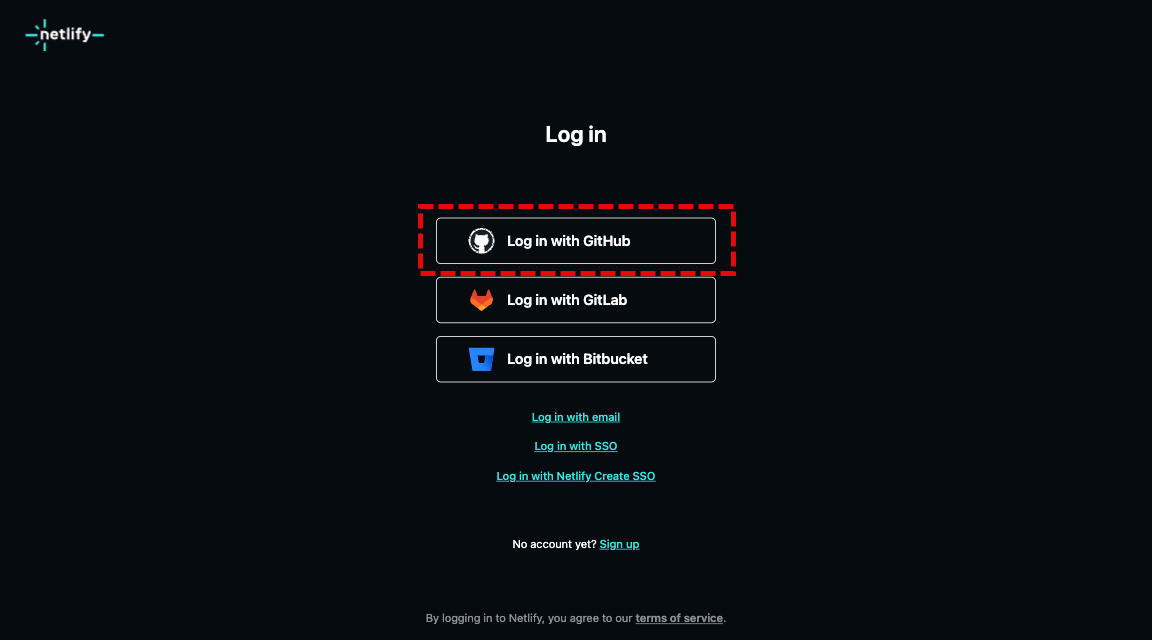 netlify
Log in
Log in with GitHub
Log in with GitLab
Log in with Bitbucket
Log in with email
Log in with SSO
Log in with Netlify Create SSO
No account yet? Sign up
By logging in to Netlify, you agree to our terms of service.